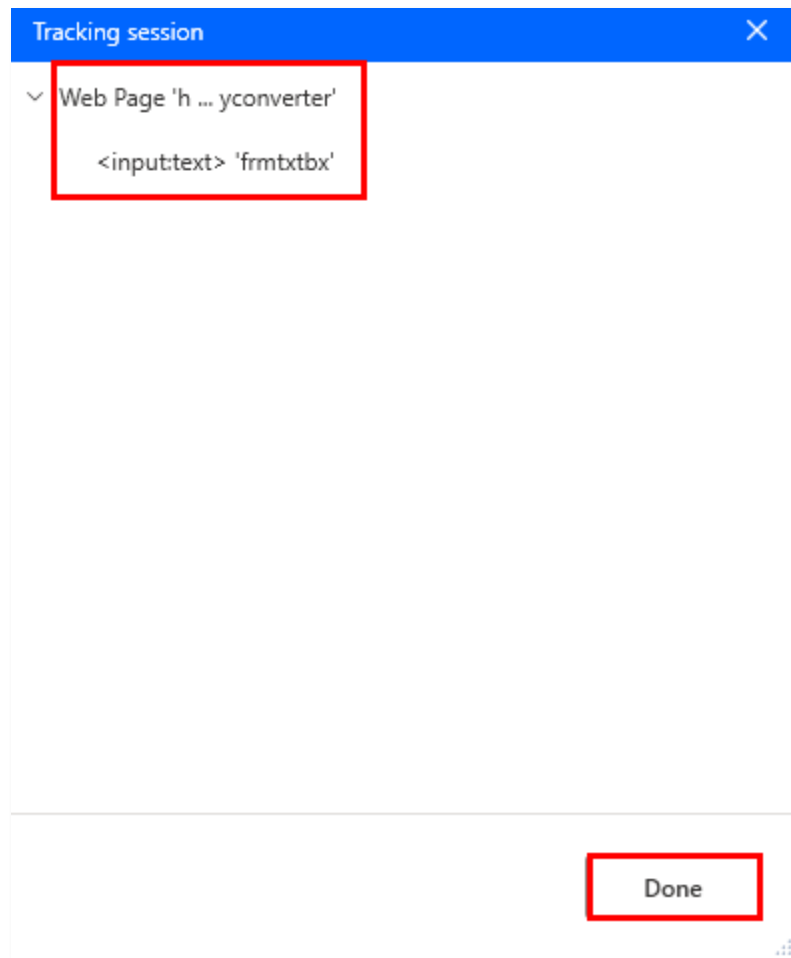 Tracking session
Web Page 'h ... yconverter'
<input:text> 'frmtxtbx'
Done